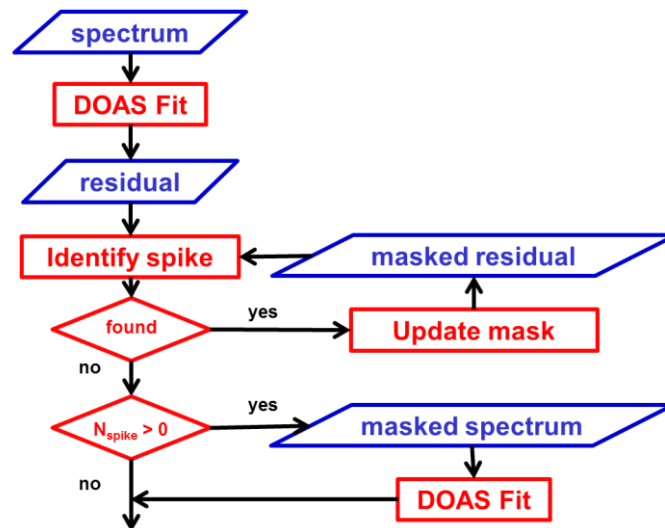 spectrum
DOAS Fit
residual
Identify spike
masked residual
found
yes
Update mask
no
N_spike > 0
yes
masked spectrum
no
DOAS Fit